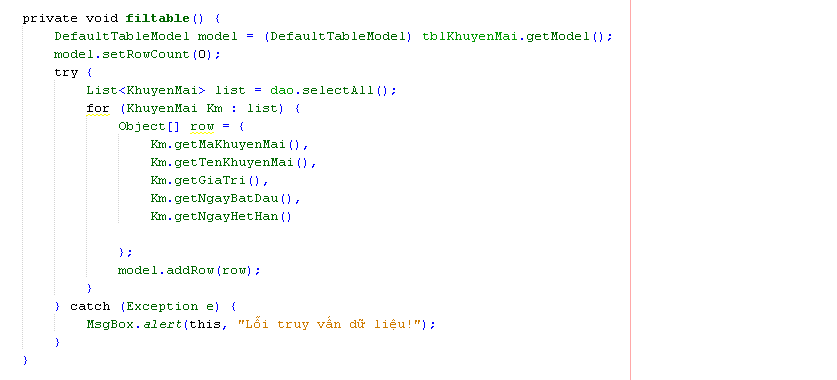 private void filtable() {
    DefaultTableModel model = (DefaultTableModel) tblKhuyenMai.getModel();
    model.setRowCount(0);
    try {
        List<KhuyenMai> list = dao.selectAll();
        for (KhuyenMai Km : list) {
            Object[] row = {
                Km.getMaKhuyenMai(),
                Km.getTenKhuyenMai(),
                Km.getGiaTri(),
                Km.getNgayBatDau(),
                Km.getNgayHetHan()
            };
            model.addRow(row);
        }
    } catch (Exception e) {
        MsgBox.alert(this, "Lỗi truy vấn dữ liệu!");
    }
}